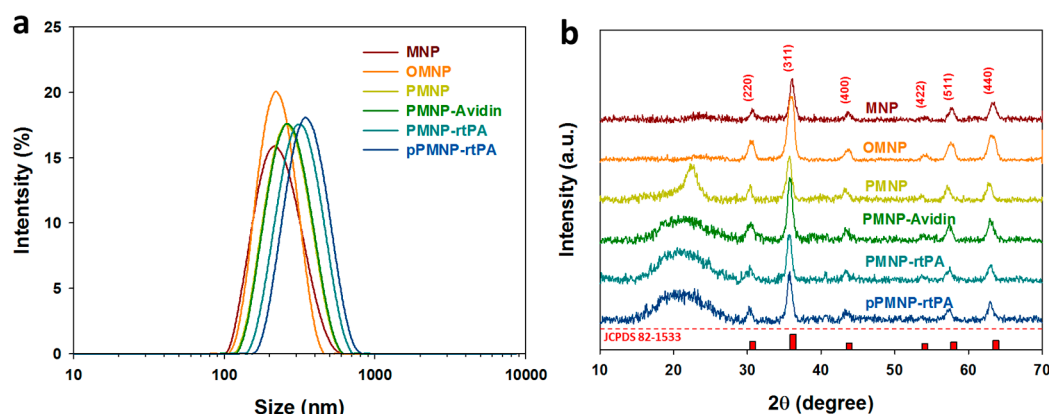 a
25
20
15
10
5
0
Intentsity (%)
MNP
OMNP
PMNP
PMNP-Avidin
PMNP-rtPA
pPMNP-rtPA
10
100
1000
10000
Size (nm)
b
Intensity (a.u.)
(220)
(311)
(400)
(422)
(511)
(440)
MNP
OMNP
PMNP
PMNP-Avidin
PMNP-rtPA
pPMNP-rtPA
JCPDS 82-1533
10
20
30
40
50
60
70
2θ (degree)